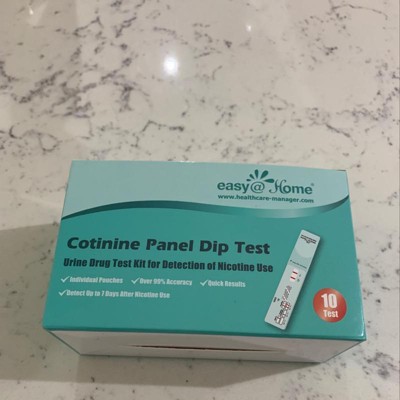 easy@Home®
www.healthcare-manager.com
Cotinine Panel Dip Test
Urine Drug Test Kit for Detection of Nicotine Use
✓Individual Pouches ✓Over 99% Accuracy ✓Quick Results
✓Detect Up to 7 Days After Nicotine Use
10
Test